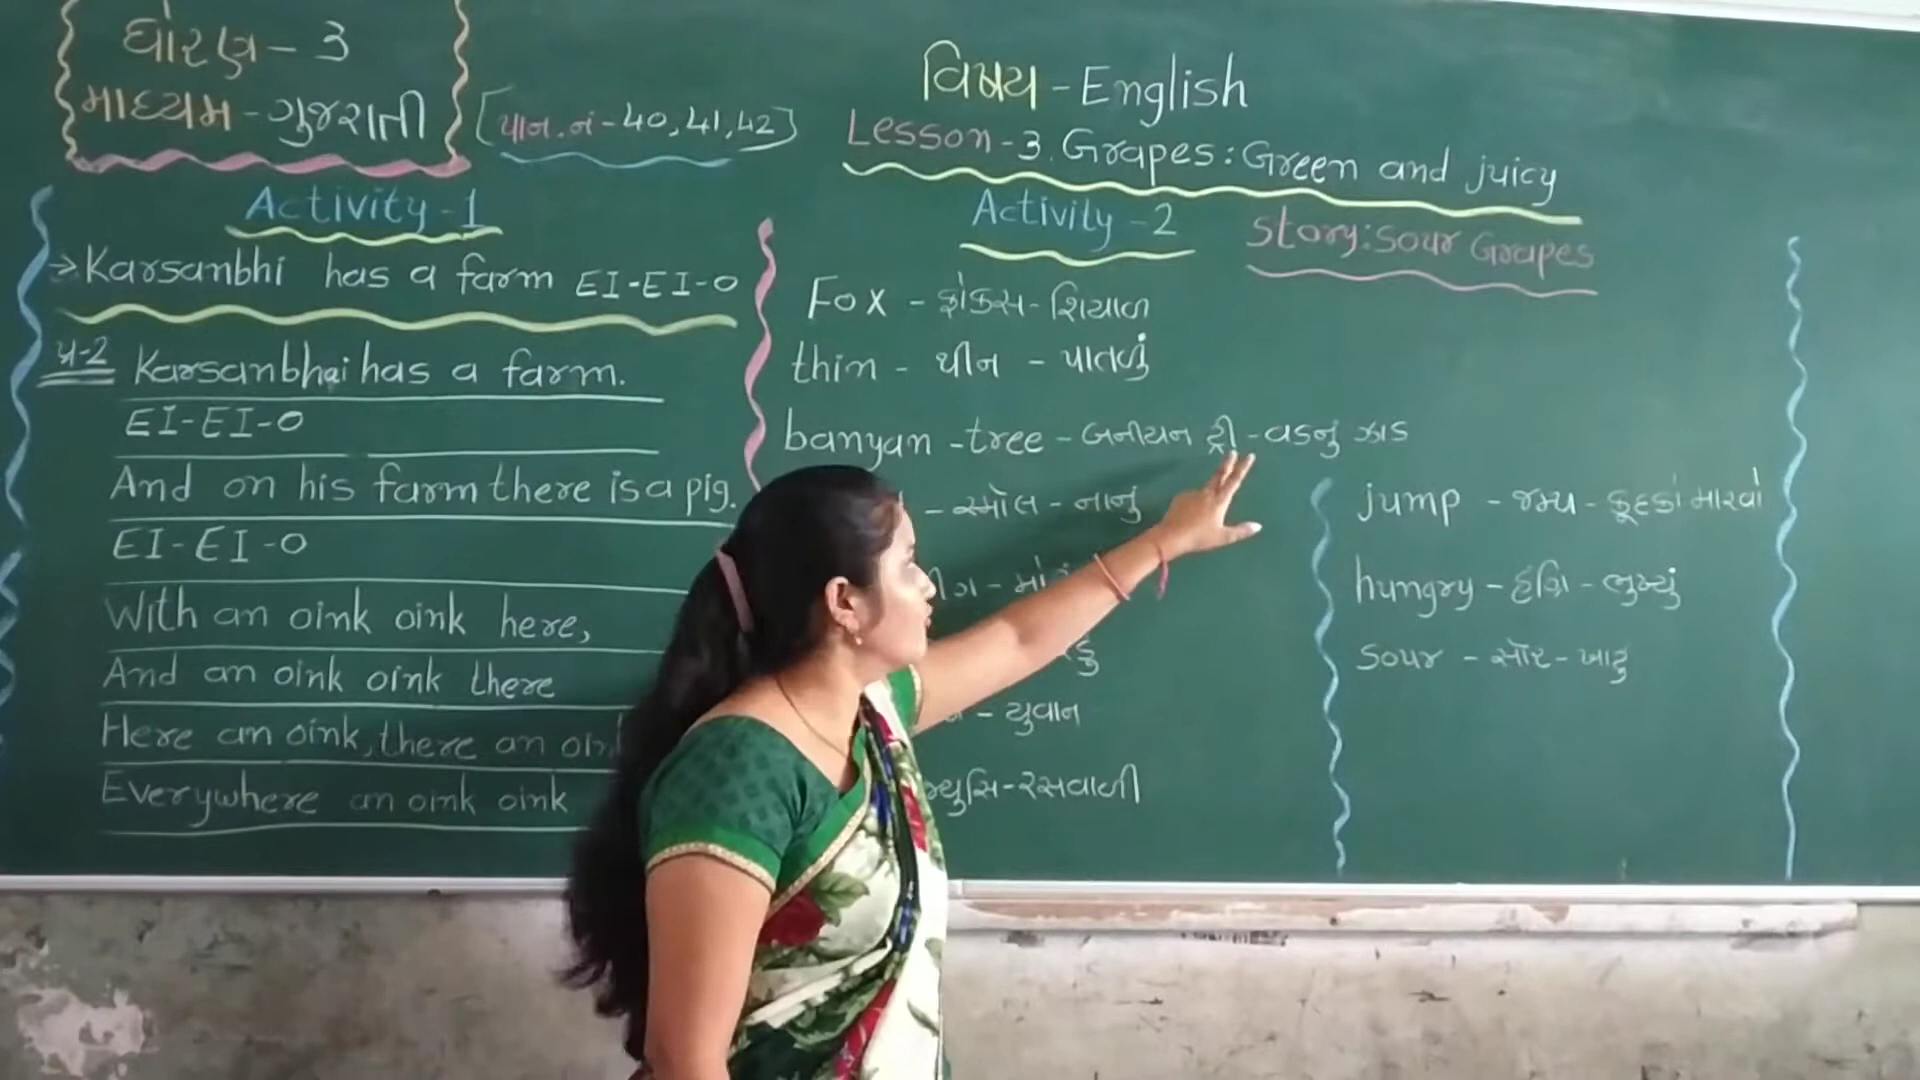 ધોરણ - 3
માધ્યમ - ગુજરાતી
[પાન.નં - 40, 41, 42]
વિષય - English
Lesson - 3. Grapes: Green and juicy
Activity - 1
→ Karsanbhi has a farm EI-EI-O
પ્ર-2 Karsanbhai has a farm.
EI-EI-O
And on his farm there is a pig.
EI-EI-O
With an oink oink here,
And an oink oink there
Here an oink, there an
Everywhere an oink oink
Activity - 2
Story: Sour Grapes
Fox - ફોક્સ - શિયાળ
thin - થીન - પાતળું
banyan - tree - બનીયન ટ્રી - વડનું ઝાડ
- સ્મોલ - નાનું
- યુવાન
જ્યુસિ - રસવાળી
jump - જમ્પ - કૂદકો મારવો
hungry - હંગ્રિ - ભુખ્યું
sour - સૉર - ખાટુ